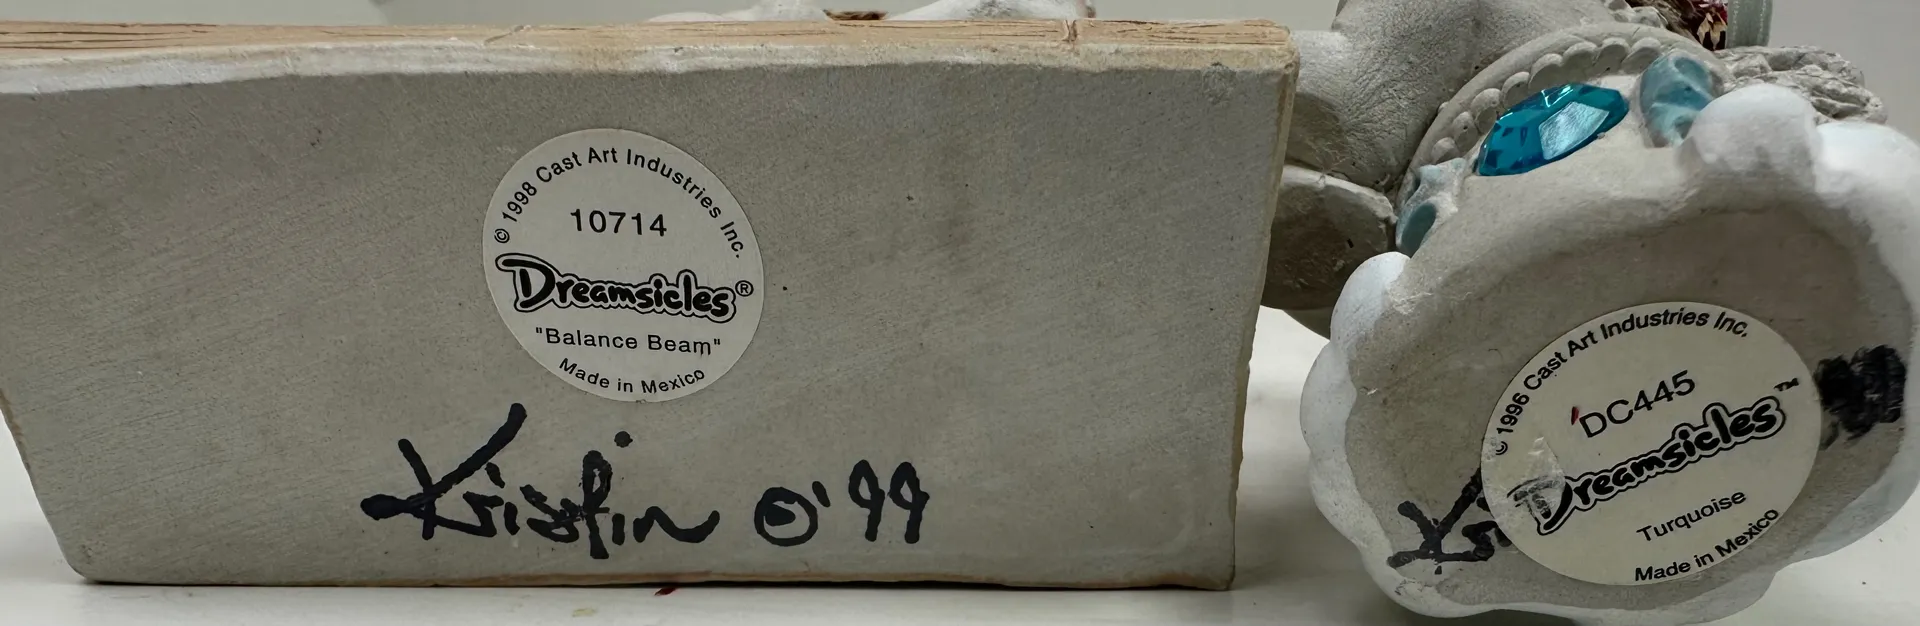 © 1998 Cast Art Industries Inc.
10714
Dreamsicles®
"Balance Beam"
Made in Mexico
Kristin ©'99
© 1996 Cast Art Industries Inc.
DC445
Dreamsicles™
Turquoise
Made in Mexico